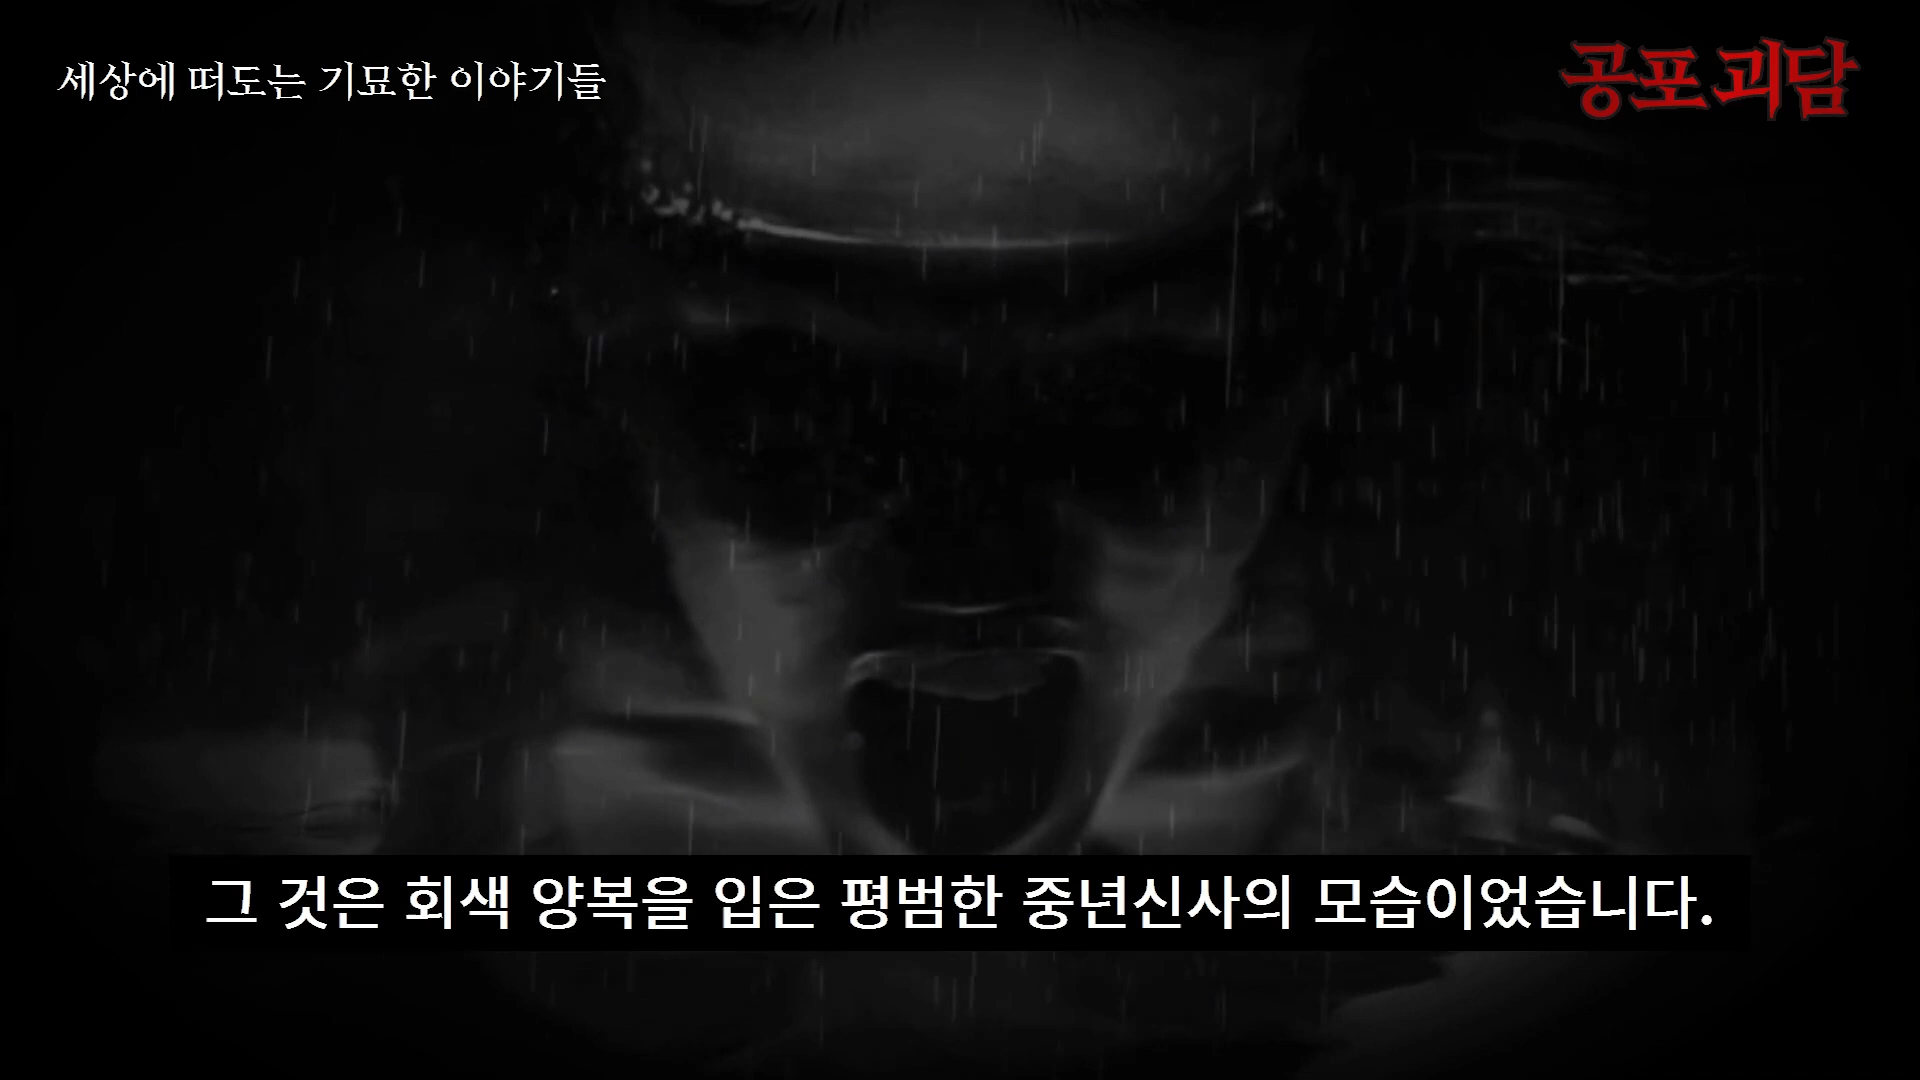 세상에 떠도는 기묘한 이야기들
공포 괴담
그 것은 회색 양복을 입은 평범한 중년신사의 모습이었습니다.